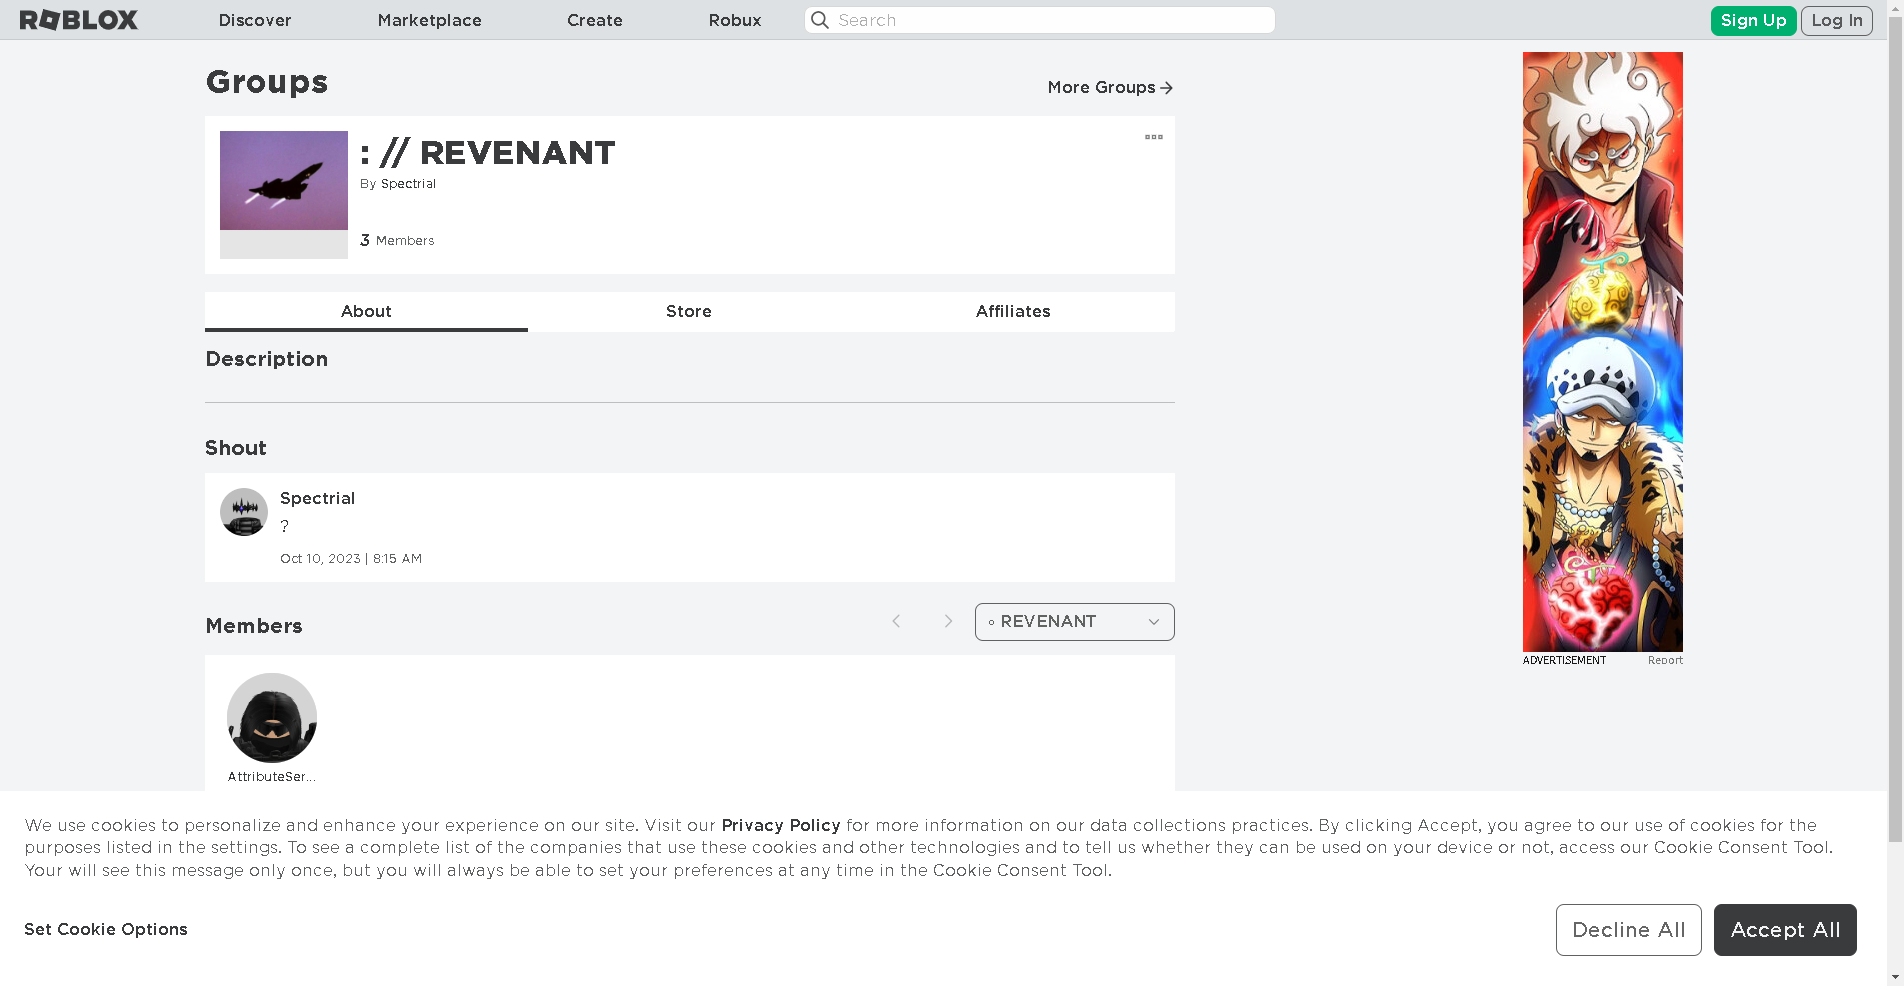 ROBLOX
Discover
Marketplace
Create
Robux
Search
Sign Up
Log In
Groups
More Groups
: // REVENANT
By Spectrial
3 Members
About
Store
Affiliates
Description
Shout
Spectrial
?
Oct 10, 2023 | 8:15 AM
Members
◦ REVENANT
AttributeSer...
ADVERTISEMENT
Report
We use cookies to personalize and enhance your experience on our site. Visit our Privacy Policy for more information on our data collections practices. By clicking Accept, you agree to our use of cookies for the
purposes listed in the settings. To see a complete list of the companies that use these cookies and other technologies and to tell us whether they can be used on your device or not, access our Cookie Consent Tool.
Your will see this message only once, but you will always be able to set your preferences at any time in the Cookie Consent Tool.
Set Cookie Options
Decline All
Accept All